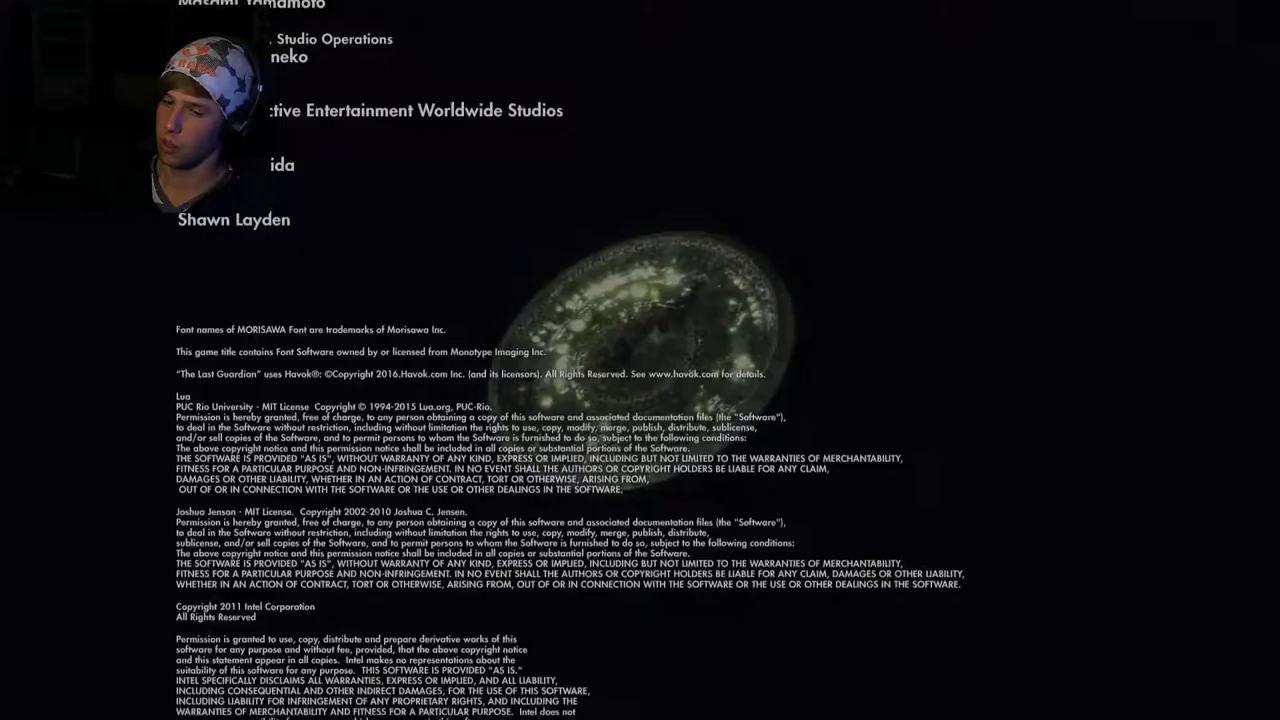 Masami Yamamoto
Studio Operations
neko
ctive Entertainment Worldwide Studios
ida
Shawn Layden
Font names of MORISAWA Font are trademarks of Morisawa Inc.
This game title contains Font Software owned by or licensed from Monotype Imaging Inc.
“The Last Guardian” uses Havok®: ©Copyright 2016.Havok.com Inc. (and its licensors). All Rights Reserved. See www.havok.com for details.
Lua
PUC Rio University - MIT License  Copyright © 1994-2015 Lua.org, PUC-Rio.
Permission is hereby granted, free of charge, to any person obtaining a copy of this software and associated documentation files (the "Software"),
to deal in the Software without restriction, including without limitation the rights to use, copy, modify, merge, publish, distribute, sublicense,
and/or sell copies of the Software, and to permit persons to whom the Software is furnished to do so, subject to the following conditions:
The above copyright notice and this permission notice shall be included in all copies or substantial portions of the Software.
THE SOFTWARE IS PROVIDED "AS IS", WITHOUT WARRANTY OF ANY KIND, EXPRESS OR IMPLIED, INCLUDING BUT NOT LIMITED TO THE WARRANTIES OF MERCHANTABILITY,
FITNESS FOR A PARTICULAR PURPOSE AND NON-INFRINGEMENT. IN NO EVENT SHALL THE AUTHORS OR COPYRIGHT HOLDERS BE LIABLE FOR ANY CLAIM,
DAMAGES OR OTHER LIABILITY, WHETHER IN AN ACTION OF CONTRACT, TORT OR OTHERWISE, ARISING FROM,
OUT OF OR IN CONNECTION WITH THE SOFTWARE OR THE USE OR OTHER DEALINGS IN THE SOFTWARE.
Joshua Jenson - MIT License.  Copyright 2002-2010 Joshua C. Jensen.
Permission is hereby granted, free of charge, to any person obtaining a copy of this software and associated documentation files (the "Software"),
to deal in the Software without restriction, including without limitation the rights to use, copy, modify, merge, publish, distribute,
sublicense, and/or sell copies of the Software, and to permit persons to whom the Software is furnished to do so, subject to the following conditions:
The above copyright notice and this permission notice shall be included in all copies or substantial portions of the Software.
THE SOFTWARE IS PROVIDED "AS IS", WITHOUT WARRANTY OF ANY KIND, EXPRESS OR IMPLIED, INCLUDING BUT NOT LIMITED TO THE WARRANTIES OF MERCHANTABILITY,
FITNESS FOR A PARTICULAR PURPOSE AND NON-INFRINGEMENT. IN NO EVENT SHALL THE AUTHORS OR COPYRIGHT HOLDERS BE LIABLE FOR ANY CLAIM, DAMAGES OR OTHER LIABILITY,
WHETHER IN AN ACTION OF CONTRACT, TORT OR OTHERWISE, ARISING FROM, OUT OF OR IN CONNECTION WITH THE SOFTWARE OR THE USE OR OTHER DEALINGS IN THE SOFTWARE.
Copyright 2011 Intel Corporation
All Rights Reserved
Permission is granted to use, copy, distribute and prepare derivative works of this
software for any purpose and without fee, provided, that the above copyright notice
and this statement appear in all copies.  Intel makes no representations about the
suitability of this software for any purpose.  THIS SOFTWARE IS PROVIDED "AS IS."
INTEL SPECIFICALLY DISCLAIMS ALL WARRANTIES, EXPRESS OR IMPLIED, AND ALL LIABILITY,
INCLUDING CONSEQUENTIAL AND OTHER INDIRECT DAMAGES, FOR THE USE OF THIS SOFTWARE,
INCLUDING LIABILITY FOR INFRINGEMENT OF ANY PROPRIETARY RIGHTS, AND INCLUDING THE
WARRANTIES OF MERCHANTABILITY AND FITNESS FOR A PARTICULAR PURPOSE.  Intel does not